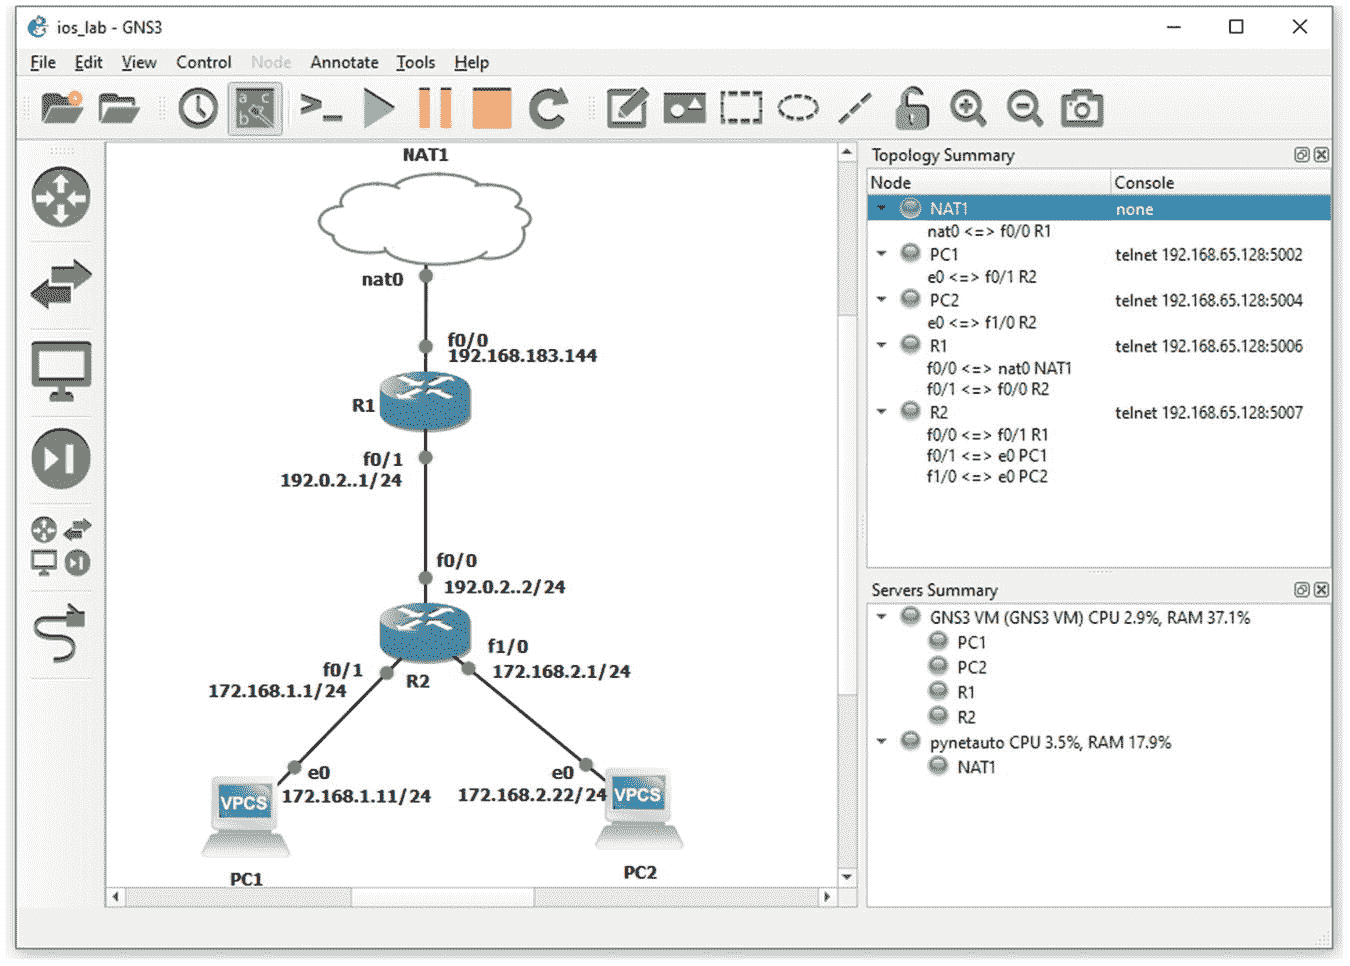 ios_lab - GNS3
File Edit View Control Node Annotate Tools Help
a c
b
NAT1
nat0
f0/0
192.168.183.144
R1
f0/1
192.0.2..1/24
f0/0
192.0.2..2/24
f1/0
172.168.2.1/24
f0/1
172.168.1.1/24
R2
e0
172.168.1.11/24
e0
172.168.2.22/24
VPCS
VPCS
PC1
PC2
Topology Summary
Node Console
NAT1 none
nat0 <=> f0/0 R1
PC1 telnet 192.168.65.128:5002
e0 <=> f0/1 R2
PC2 telnet 192.168.65.128:5004
e0 <=> f1/0 R2
R1 telnet 192.168.65.128:5006
f0/0 <=> nat0 NAT1
f0/1 <=> f0/0 R2
R2 telnet 192.168.65.128:5007
f0/0 <=> f0/1 R1
f0/1 <=> e0 PC1
f1/0 <=> e0 PC2
Servers Summary
GNS3 VM (GNS3 VM) CPU 2.9%, RAM 37.1%
PC1
PC2
R1
R2
pynetauto CPU 3.5%, RAM 17.9%
NAT1